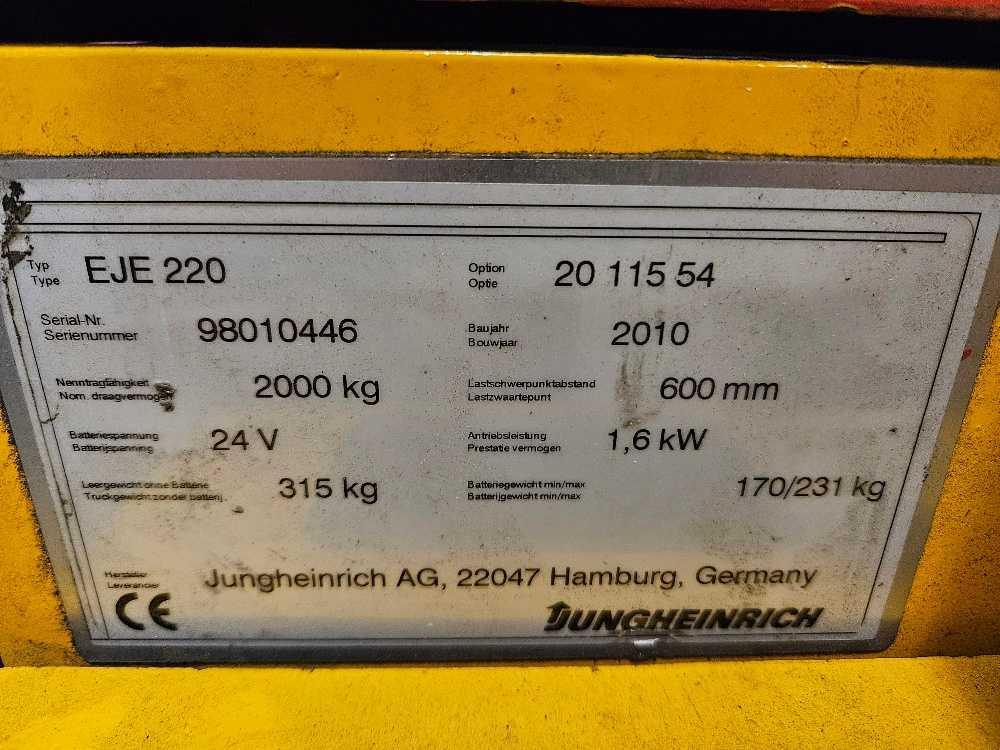 Typ
Type
EJE 220
Option
Optie
20 115 54
Serial-Nr.
Serienummer
98010446
Baujahr
Bouwjaar
2010
Nenntragfähigkeit
Nom. draagvermogen
2000 kg
Lastschwerpunktabstand
Lastzwaartepunt
600 mm
Batteriespannung
Batterijspanning
24 V
Antriebsleistung
Prestatie vermogen
1,6 kW
Leergewicht ohne Batterie
Truckgewicht zonder batterij.
315 kg
Batteriegewicht min/max
Batterijgewicht min/max
170/231 kg
Hersteller
Leverancier
Jungheinrich AG, 22047 Hamburg, Germany
CE
JUNGHEINRICH